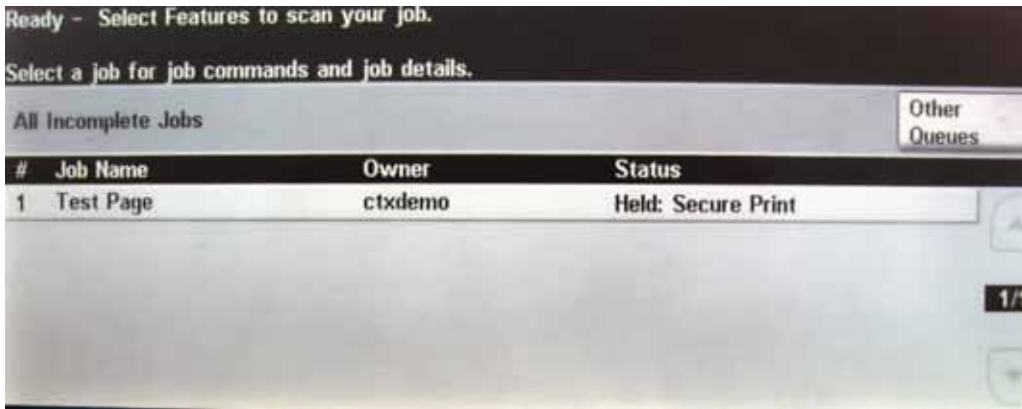 Ready - Select Features to scan your job.
Select a job for job commands and job details.
All Incomplete Jobs
Other
Queues
# Job Name Owner Status
1 Test Page ctxdemo Held: Secure Print